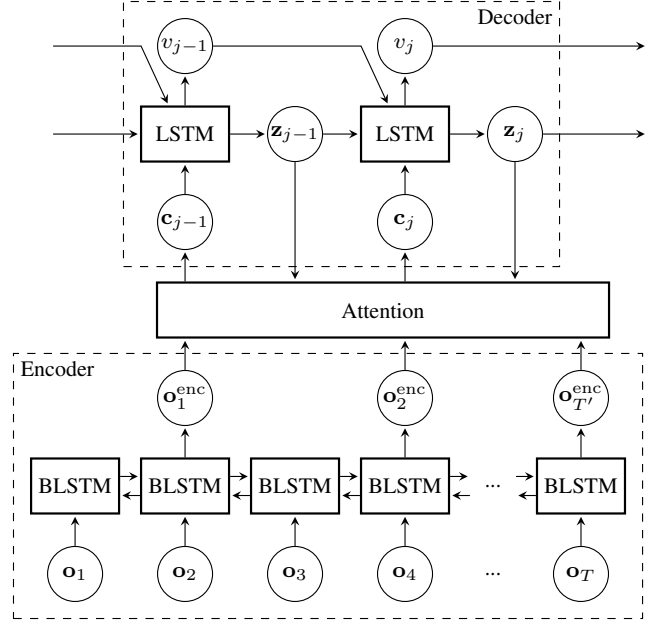 Decoder
v_{j−1} v_j
LSTM z_{j−1} LSTM z_j
c_{j−1} c_j
Attention
Encoder
o_1^{enc} o_2^{enc} o_{T'}^{enc}
BLSTM BLSTM BLSTM BLSTM ... BLSTM
o_1 o_2 o_3 o_4 ... o_T